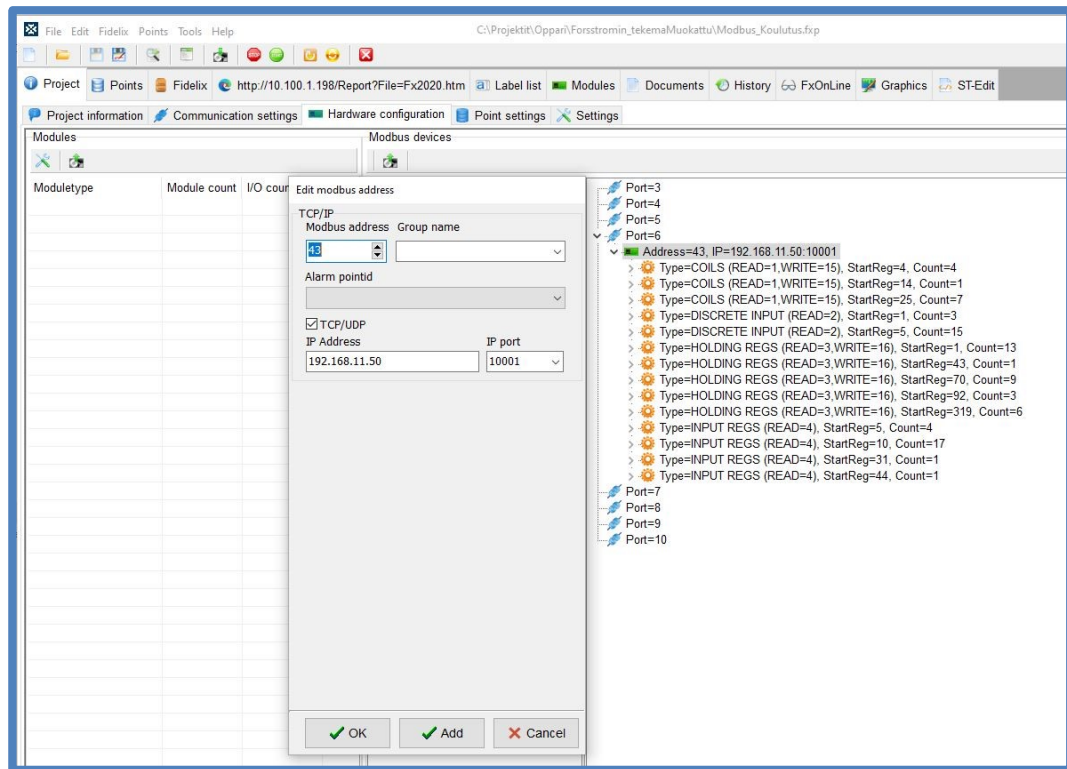 File Edit Fidelix Points Tools Help C:\Projektit\Oppari\Forsstromin_tekemaMuokattu\Modbus_Koulutus.fxp
Project Points Fidelix http://10.100.1.198/Report?File=Fx2020.htm Label list Modules Documents History FxOnLine Graphics ST-Edit
Project information Communication settings Hardware configuration Point settings Settings
Modules Modbus devices
Moduletype Module count I/O coun
Edit modbus address
TCP/IP
Modbus address Group name
43
Alarm pointid
TCP/UDP
IP Address IP port
192.168.11.50 10001
OK Add Cancel
Port=3
Port=4
Port=5
Port=6
Address=43, IP=192.168.11.50:10001
Type=COILS (READ=1,WRITE=15), StartReg=4, Count=4
Type=COILS (READ=1,WRITE=15), StartReg=14, Count=1
Type=COILS (READ=1,WRITE=15), StartReg=25, Count=7
Type=DISCRETE INPUT (READ=2), StartReg=1, Count=3
Type=DISCRETE INPUT (READ=2), StartReg=5, Count=15
Type=HOLDING REGS (READ=3,WRITE=16), StartReg=1, Count=13
Type=HOLDING REGS (READ=3,WRITE=16), StartReg=43, Count=1
Type=HOLDING REGS (READ=3,WRITE=16), StartReg=70, Count=9
Type=HOLDING REGS (READ=3,WRITE=16), StartReg=92, Count=3
Type=HOLDING REGS (READ=3,WRITE=16), StartReg=319, Count=6
Type=INPUT REGS (READ=4), StartReg=5, Count=4
Type=INPUT REGS (READ=4), StartReg=10, Count=17
Type=INPUT REGS (READ=4), StartReg=31, Count=1
Type=INPUT REGS (READ=4), StartReg=44, Count=1
Port=7
Port=8
Port=9
Port=10